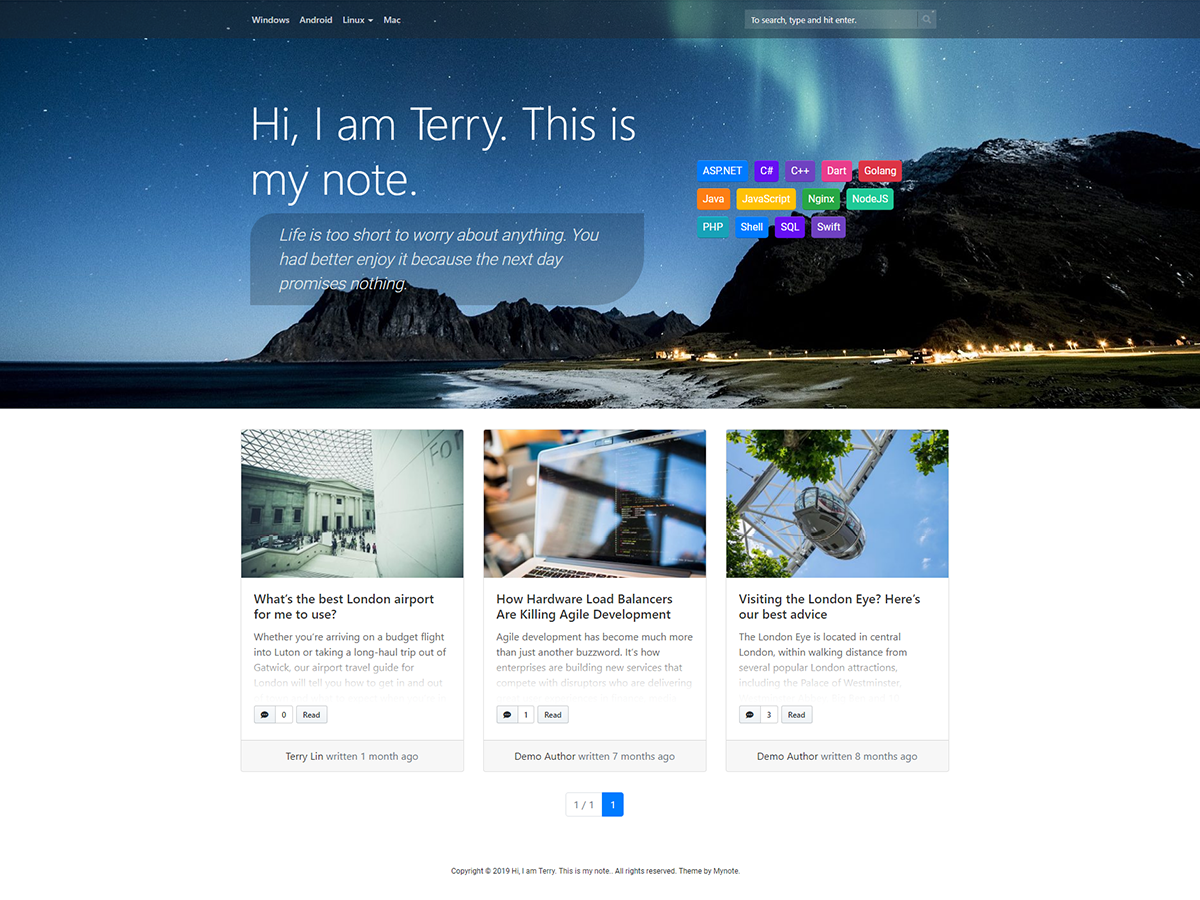 Windows Android Linux Mac
To search, type and hit enter.
Hi, I am Terry. This is
my note.
Life is too short to worry about anything. You
had better enjoy it because the next day
promises nothing.
ASP.NET C# C++ Dart Golang
Java JavaScript Nginx NodeJS
PHP Shell SQL Swift
For
What's the best London airport
for me to use?
Whether you're arriving on a budget flight
into Luton or taking a long-haul trip out of
Gatwick, our airport travel guide for
London will tell you how to get in and out
0 Read
Terry Lin written 1 month ago
How Hardware Load Balancers
Are Killing Agile Development
Agile development has become much more
than just another buzzword. It's how
enterprises are building new services that
compete with disruptors who are delivering
1 Read
Demo Author written 7 months ago
Visiting the London Eye? Here's
our best advice
The London Eye is located in central
London, within walking distance from
several popular London attractions,
including the Palace of Westminster,
3 Read
Demo Author written 8 months ago
1 / 1 1
Copyright © 2019 Hi, I am Terry. This is my note.. All rights reserved. Theme by Mynote.